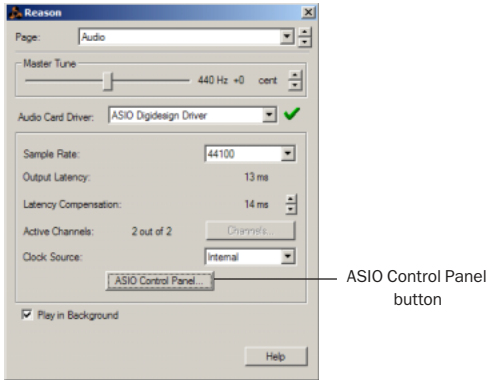 Reason
Page: Audio
Master Tune
440 Hz +0 cent
Audio Card Driver: ASIO Digidesign Driver
Sample Rate: 44100
Output Latency: 13 ms
Latency Compensation: 14 ms
Active Channels: 2 out of 2 Channels...
Clock Source: Internal
ASIO Control Panel...
ASIO Control Panel
button
Play in Background
Help